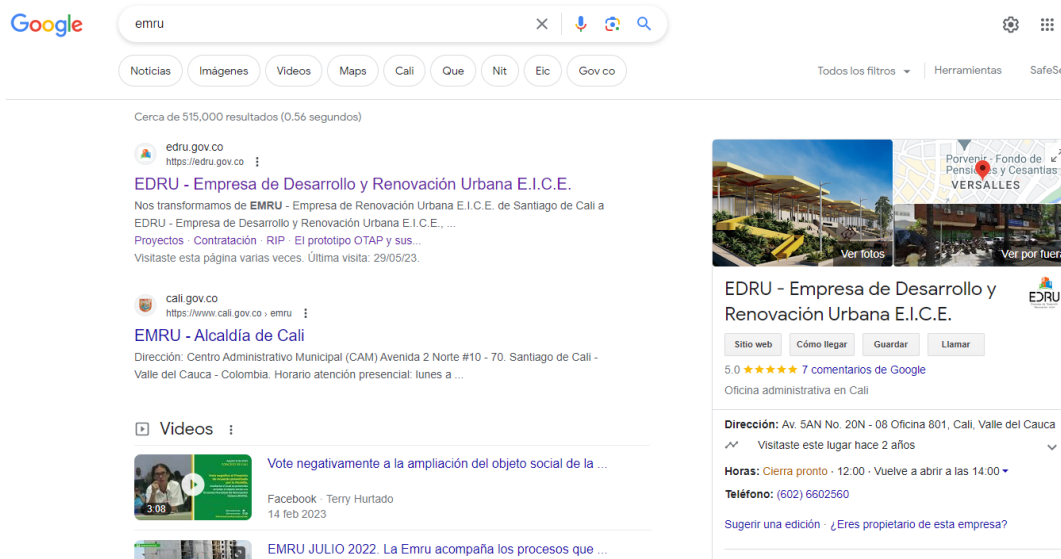 Google
emru
Noticias
Imágenes
Videos
Maps
Cali
Que
Nit
Eic
Gov co
Todos los filtros
Herramientas
Cerca de 515,000 resultados (0.56 segundos)
edru.gov.co
https://edru.gov.co
EDRU - Empresa de Desarrollo y Renovación Urbana E.I.C.E.
Nos transformamos de EMRU - Empresa de Renovación Urbana E.I.C.E. de Santiago de Cali a
EDRU - Empresa de Desarrollo y Renovación Urbana E.I.C.E., ...
Proyectos · Contratación · RIP · El prototipo OTAP y sus...
Visitaste esta página varias veces. Última visita: 29/05/23.
cali.gov.co
https://www.cali.gov.co › emru
EMRU - Alcaldía de Cali
Dirección: Centro Administrativo Municipal (CAM) Avenida 2 Norte #10 - 70. Santiago de Cali -
Valle del Cauca - Colombia. Horario atención presencial: lunes a ...
Videos
3:08
Vote negativamente a la ampliación del objeto social de la ...
Facebook · Terry Hurtado
14 feb 2023
EMRU JULIO 2022. La Emru acompaña los procesos que ...
Ver fotos
Porvenir - Fondo de
Pensiones y Cesantías
VERSALLES
Ver por fuera
EDRU - Empresa de Desarrollo y
Renovación Urbana E.I.C.E.
EDRU
Sitio web
Cómo llegar
Guardar
Llamar
5.0 ★★★★★ 7 comentarios de Google
Oficina administrativa en Cali
Dirección: Av. 5AN No. 20N - 08 Oficina 801, Cali, Valle del Cauca
Visitaste este lugar hace 2 años
Horas: Cierra pronto · 12:00 · Vuelve a abrir a las 14:00
Teléfono: (602) 6602560
Sugerir una edición · ¿Eres propietario de esta empresa?